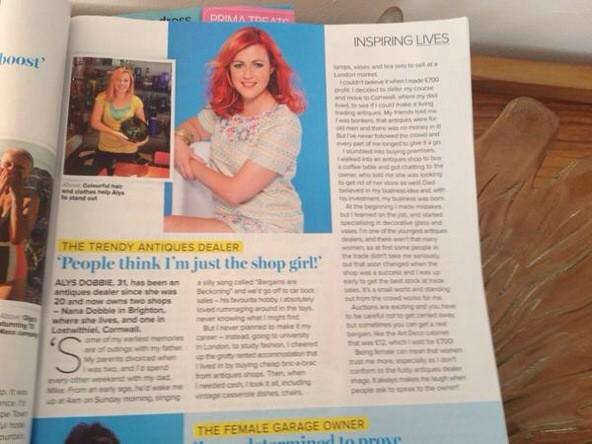 dress
PRIMA TREATS
boost'
INSPIRING LIVES
Above: Colourful hair
and clothes help Alys
to stand out
THE TRENDY ANTIQUES DEALER
'People think I'm just the shop girl!'
ALYS DOBBIE, 31, has been an
antiques dealer since she was
20 and now owns two shops
– Nana Dobbie in Brighton,
where she lives, and one in
Lostwithiel, Cornwall.
'Some of my earliest memories
are of outings with my father.
My parents divorced when
I was two, and I'd spend
every other weekend with my dad,
Mike. From an early age, he'd wake me
up at 4am on Sunday morning, singing
a silly song called "Bargains are
Beckoning" and we'd go off to car boot
sales – his favourite hobby. I absolutely
loved rummaging around in the toys,
never knowing what I might find.
But I never planned to make it my
career – instead, going to university
in London, to study fashion. I cheered
up the grotty rented accommodation that
I lived in by buying cheap bric-a-brac
from antiques shops. Then, when
I needed cash, I took it all, including
vintage casserole dishes, chairs,
lamps, vases and tea sets to sell at a
London market.
I couldn't believe it when I made £700
profit. I decided to defer my course
and move to Cornwall, where my dad
lived, to see if I could make a living
trading antiques. My friends told me
I was bonkers, that antiques were for
old men and there was no money in it!
But I've never followed the crowd and
every part of me longed to give it a go.
I stumbled into buying premises.
I walked into an antiques shop to buy
a coffee table and got chatting to the
owner, who told me she was looking
to get rid of her store as well! Dad
believed in my business idea and, with
his investment, my business was born.
At the beginning I made mistakes,
but I learned on the job, and started
specialising in decorative glass and
vases. I'm one of the youngest antiques
dealers, and there aren't that many
women, so at first some people in
the trade didn't take me seriously,
but that soon changed when the
shop was a success and I was up
early to get the best stock at trade
sales. It's a small world and standing
out from the crowd works for me.
Auctions are exciting and you have
to be careful not to get carried away,
but sometimes you can get a real
bargain, like the Art Deco cabinet
that was £12, which I sold for £700!
Being female can mean that women
trust me more, especially as I don't
conform to the fusty antiques dealer
image. It always makes me laugh when
people ask to speak to the owner!'
THE FEMALE GARAGE OWNER
determined to prove